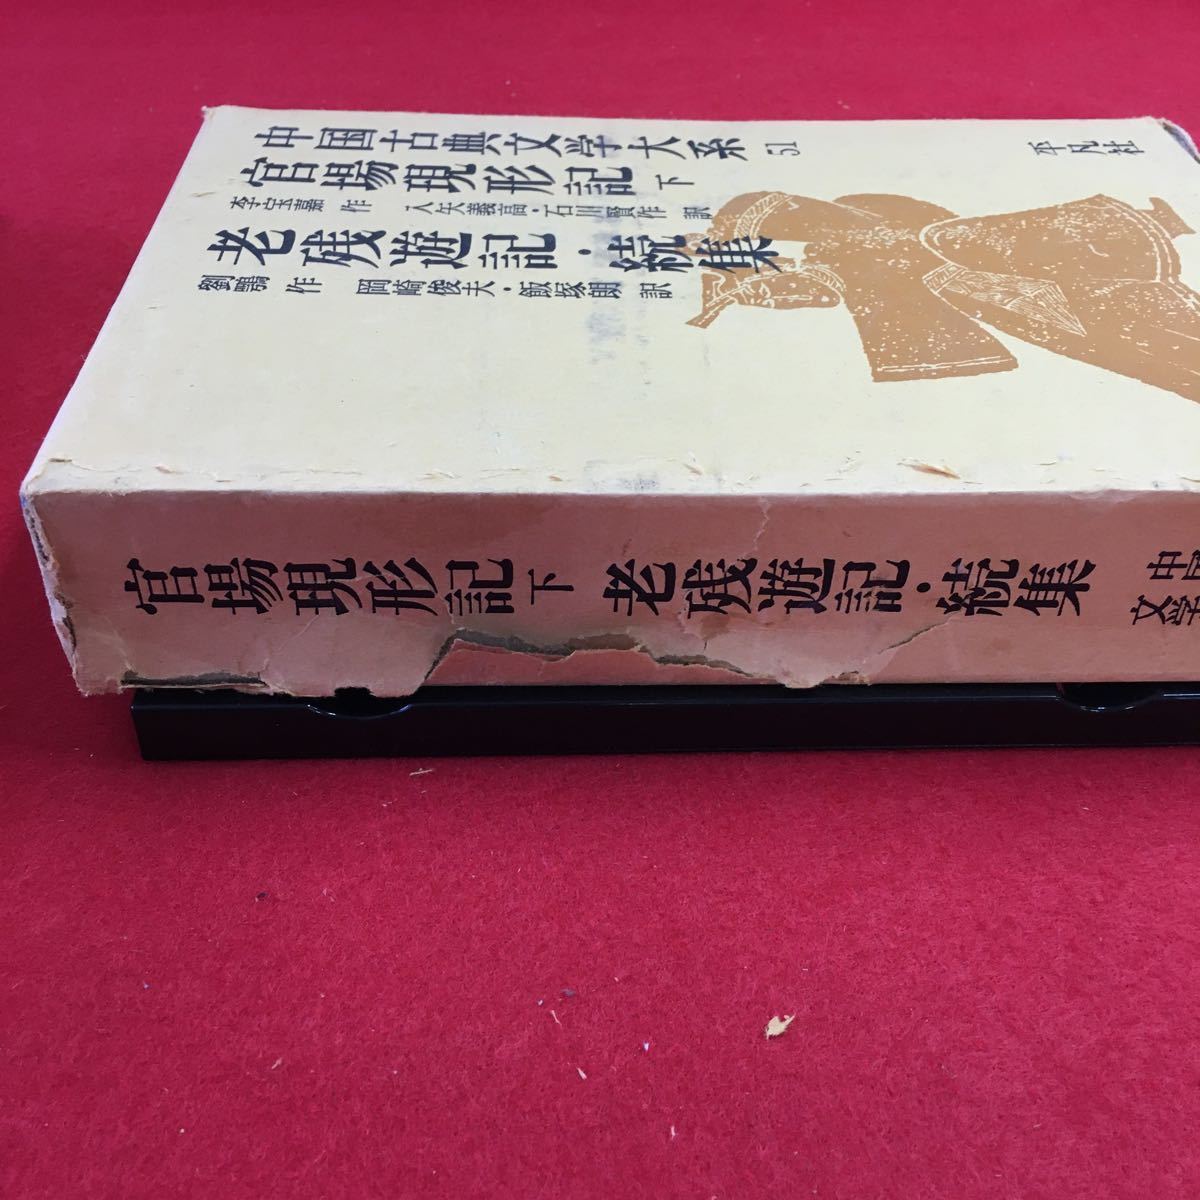 中国古典文学大系 51
官場現形記 下
李宝嘉 作 入矢義高・石川賢作 訳
老残遊記・続集
劉鶚 作 岡崎俊夫・飯塚朗 訳
平凡社
官場現形記 下 老残遊記・続集
中国
文学